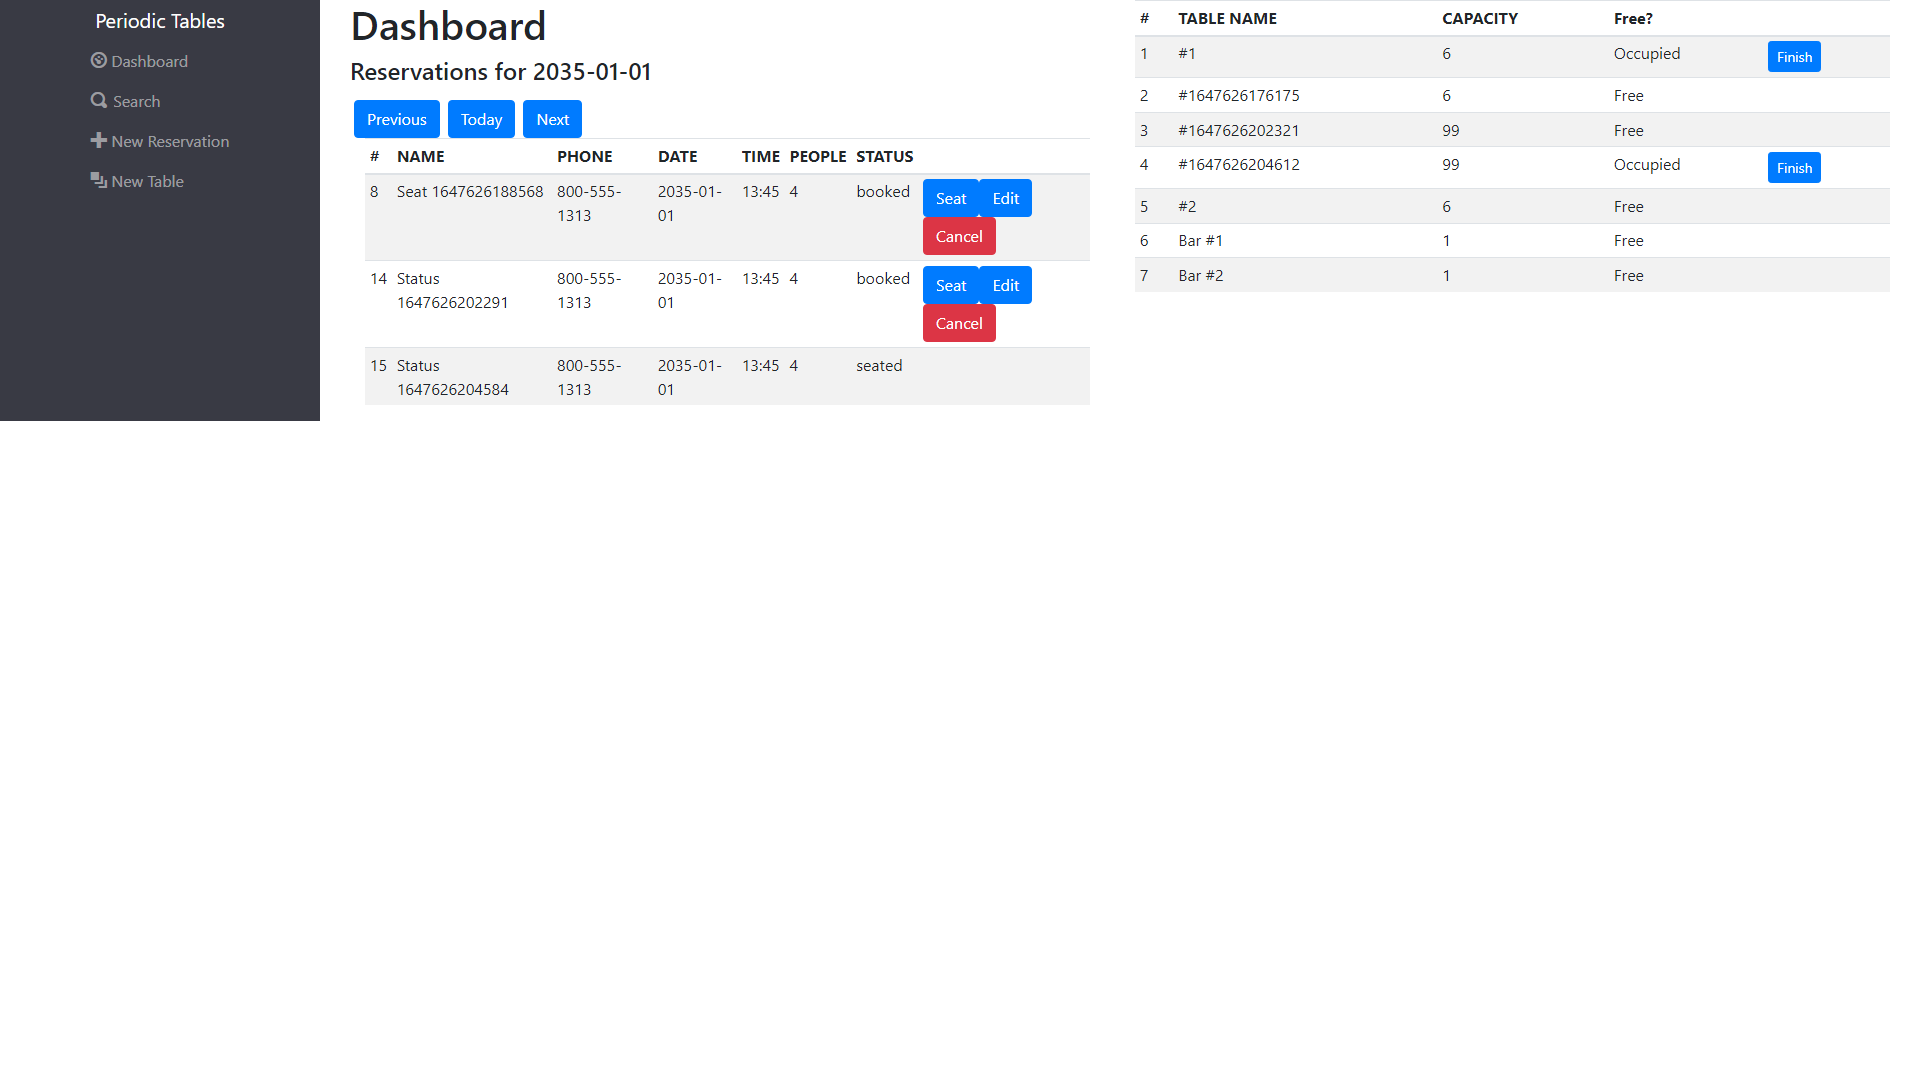 Periodic Tables
Dashboard
Search
New Reservation
New Table
Dashboard
Reservations for 2035-01-01
Previous Today Next
# NAME PHONE DATE TIME PEOPLE STATUS
8 Seat 1647626188568 800-555- 2035-01- 13:45 4 booked Seat Edit
1313 01
Cancel
14 Status 800-555- 2035-01- 13:45 4 booked Seat Edit
1647626202291 1313 01
Cancel
15 Status 800-555- 2035-01- 13:45 4 seated
1647626204584 1313 01
# TABLE NAME CAPACITY Free?
1 #1 6 Occupied Finish
2 #1647626176175 6 Free
3 #1647626202321 99 Free
4 #1647626204612 99 Occupied Finish
5 #2 6 Free
6 Bar #1 1 Free
7 Bar #2 1 Free